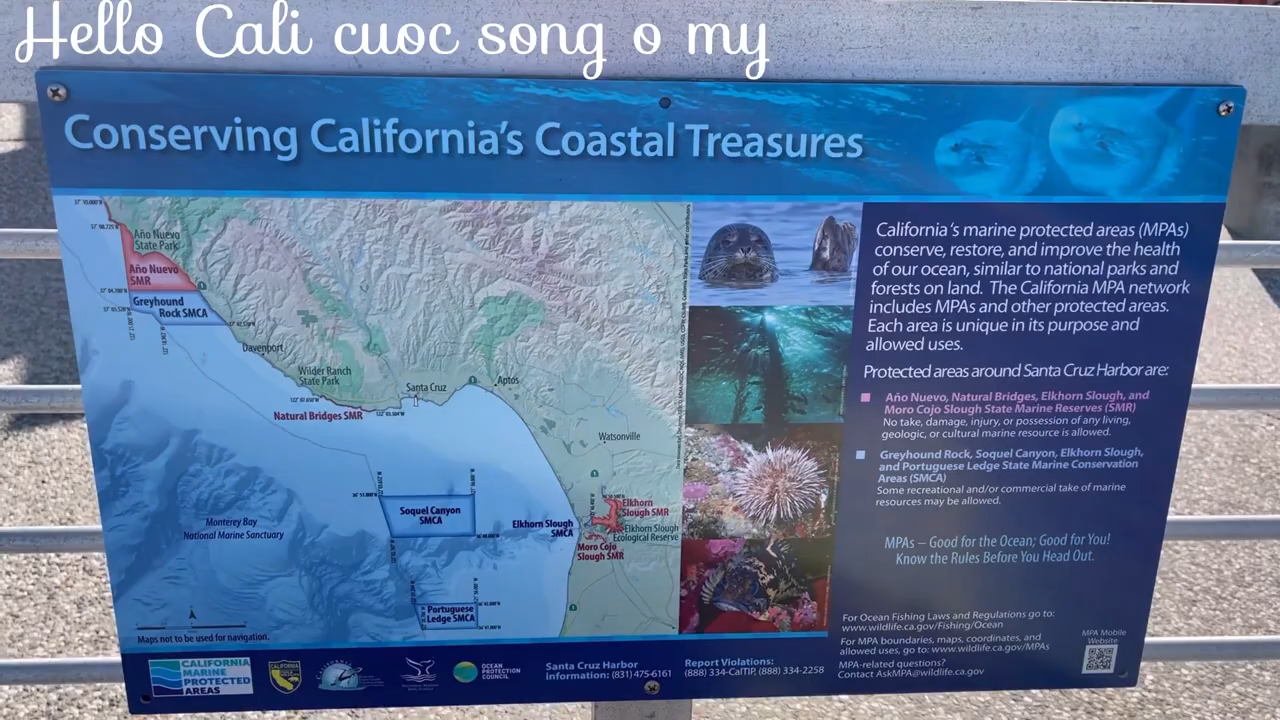 Hello Cali cuoc song o my
Conserving California's Coastal Treasures
Año Nuevo
State Park
Año Nuevo
SMR
Greyhound
Rock SMCA
Davenport
Wilder Ranch
State Park
Santa Cruz
Aptos
Natural Bridges SMR
Watsonville
Soquel Canyon
SMCA
Elkhorn Slough
SMCA
Elkhorn
Slough SMR
Elkhorn Slough
Ecological Reserve
Moro Cojo
Slough SMR
Monterey Bay
National Marine Sanctuary
Portuguese
Ledge SMCA
Maps not to be used for navigation.
California's marine protected areas (MPAs)
conserve, restore, and improve the health
of our ocean, similar to national parks and
forests on land. The California MPA network
includes MPAs and other protected areas.
Each area is unique in its purpose and
allowed uses.
Protected areas around Santa Cruz Harbor are:
Año Nuevo, Natural Bridges, Elkhorn Slough, and
Moro Cojo Slough State Marine Reserves (SMR)
No take, damage, injury, or possession of any living,
geologic, or cultural marine resource is allowed.
Greyhound Rock, Soquel Canyon, Elkhorn Slough,
and Portuguese Ledge State Marine Conservation
Areas (SMCA)
Some recreational and/or commercial take of marine
resources may be allowed.
MPAs – Good for the Ocean; Good for You!
Know the Rules Before You Head Out.
For Ocean Fishing Laws and Regulations go to:
www.wildlife.ca.gov/Fishing/Ocean
For MPA boundaries, maps, coordinates, and
allowed uses, go to: www.wildlife.ca.gov/MPAs
MPA-related questions?
Contact AskMPA@wildlife.ca.gov
MPA Mobile
Website
CALIFORNIA
MARINE
PROTECTED
AREAS
OCEAN
PROTECTION
COUNCIL
Santa Cruz Harbor
information: (831) 475-6161
Report Violations:
(888) 334-CalTIP, (888) 334-2258